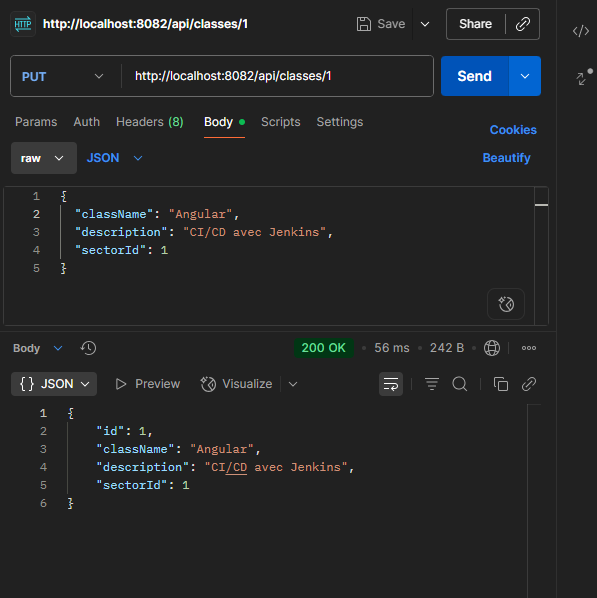 HTTP http://localhost:8082/api/classes/1 Save Share
PUT http://localhost:8082/api/classes/1 Send
Params Auth Headers (8) Body Scripts Settings Cookies
raw JSON Beautify
1 {
2 "className": "Angular",
3 "description": "CI/CD avec Jenkins",
4 "sectorId": 1
5 }
Body 200 OK 56 ms 242 B
{} JSON Preview Visualize
1 {
2 "id": 1,
3 "className": "Angular",
4 "description": "CI/CD avec Jenkins",
5 "sectorId": 1
6 }